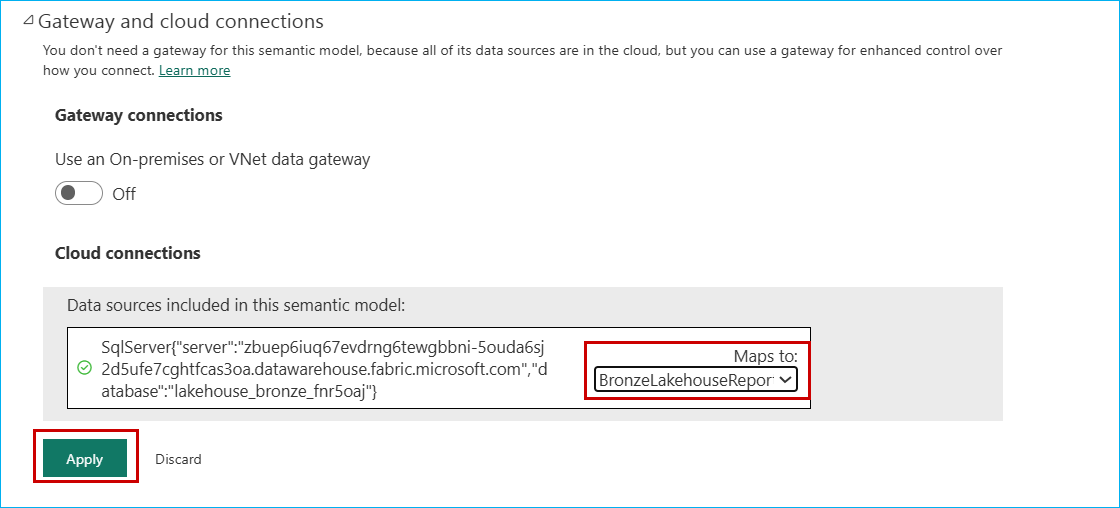 Gateway and cloud connections
You don't need a gateway for this semantic model, because all of its data sources are in the cloud, but you can use a gateway for enhanced control over
how you connect. Learn more
Gateway connections
Use an On-premises or VNet data gateway
Off
Cloud connections
Data sources included in this semantic model:
SqlServer{"server":"zbuep6iuq67evdrng6tewgbbni-5ouda6sj
2d5ufe7cghtfcas3oa.datawarehouse.fabric.microsoft.com","d
atabase":"lakehouse_bronze_fnr5oaj"}
Maps to:
BronzeLakehouseRepor
Apply
Discard